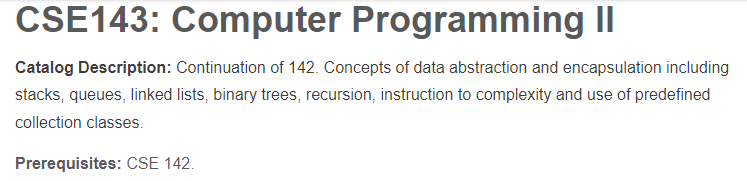 CSE143: Computer Programming II
Catalog Description: Continuation of 142. Concepts of data abstraction and encapsulation including
stacks, queues, linked lists, binary trees, recursion, instruction to complexity and use of predefined
collection classes.
Prerequisites: CSE 142.